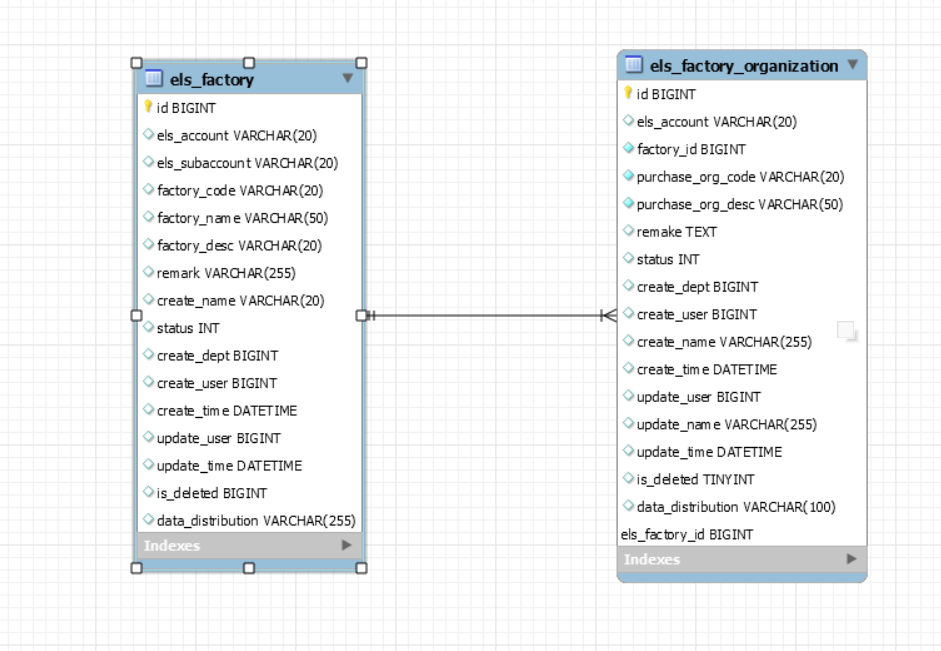 els_factory
id BIGINT
els_account VARCHAR(20)
els_subaccount VARCHAR(20)
factory_code VARCHAR(20)
factory_name VARCHAR(50)
factory_desc VARCHAR(20)
remark VARCHAR(255)
create_name VARCHAR(20)
status INT
create_dept BIGINT
create_user BIGINT
create_time DATETIME
update_user BIGINT
update_time DATETIME
is_deleted BIGINT
data_distribution VARCHAR(255)
Indexes
els_factory_organization
id BIGINT
els_account VARCHAR(20)
factory_id BIGINT
purchase_org_code VARCHAR(20)
purchase_org_desc VARCHAR(50)
remake TEXT
status INT
create_dept BIGINT
create_user BIGINT
create_name VARCHAR(255)
create_time DATETIME
update_user BIGINT
update_name VARCHAR(255)
update_time DATETIME
is_deleted TINYINT
data_distribution VARCHAR(100)
els_factory_id BIGINT
Indexes